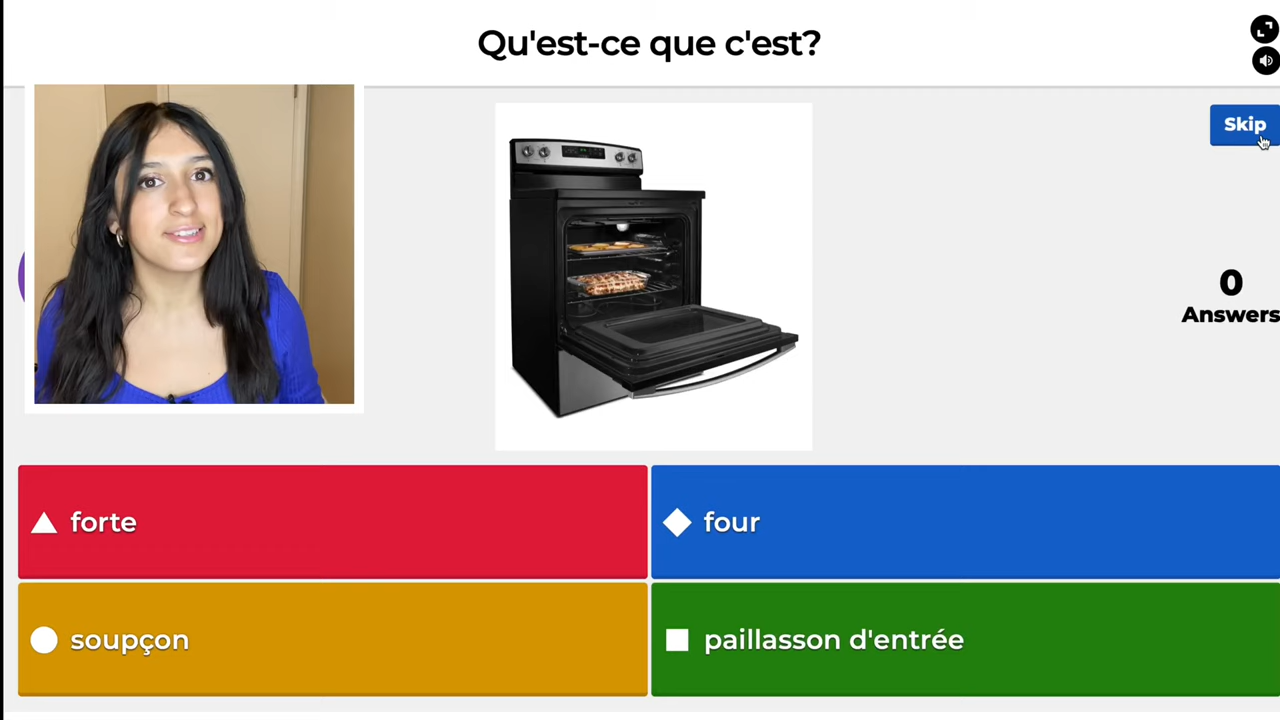 Qu'est-ce que c'est?
Skip
0
Answers
forte
four
soupçon
paillasson d'entrée